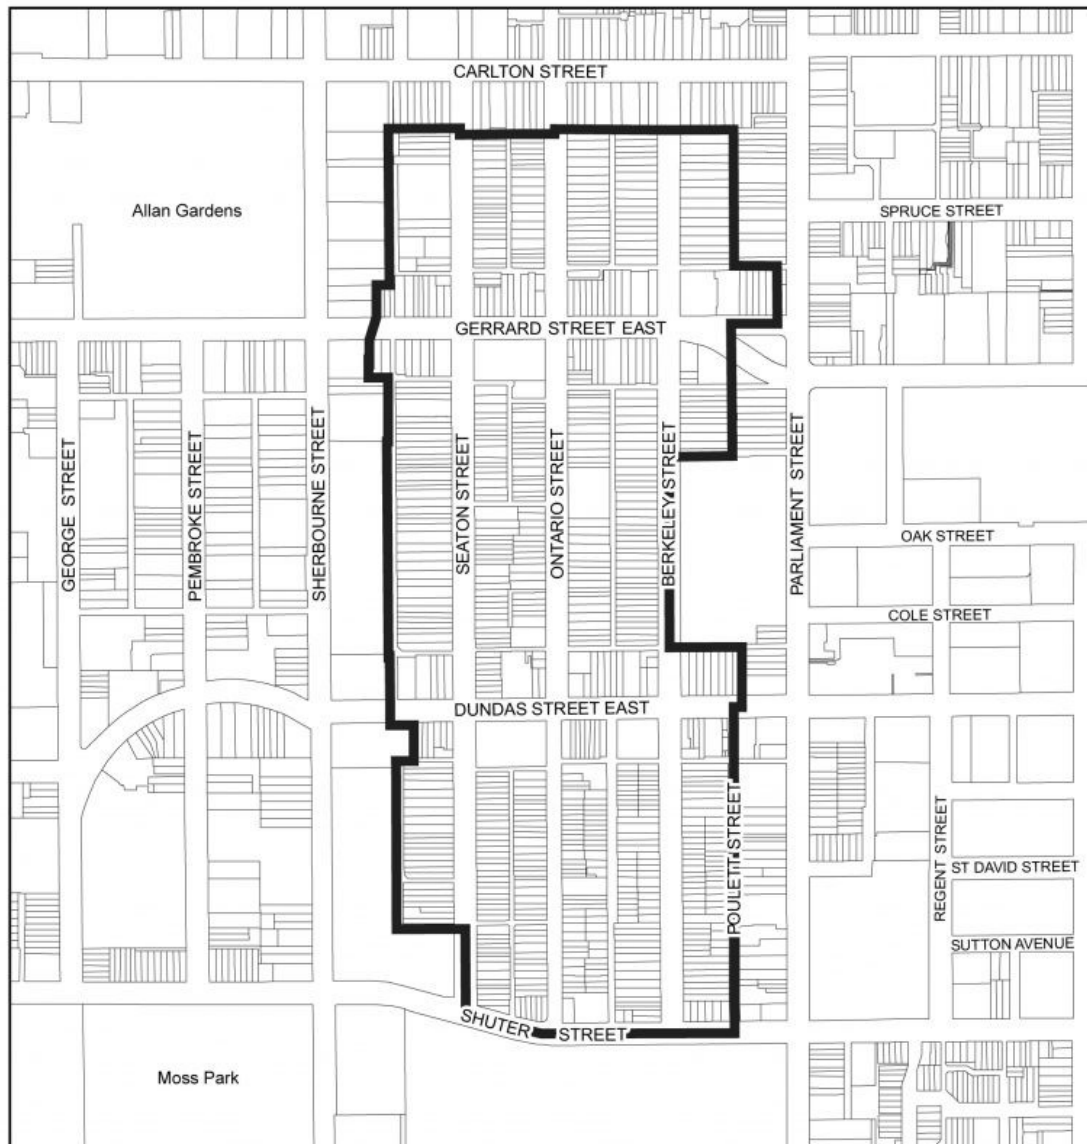 CARLTON STREET
Allan Gardens
SPRUCE STREET
GERRARD STREET EAST
GEORGE STREET
PEMBROKE STREET
SHERBOURNE STREET
SEATON STREET
ONTARIO STREET
BERKELEY STREET
PARLIAMENT STREET
OAK STREET
COLE STREET
DUNDAS STREET EAST
POULETT STREET
REGENT STREET
ST DAVID STREET
SUTTON AVENUE
SHUTER STREET
Moss Park